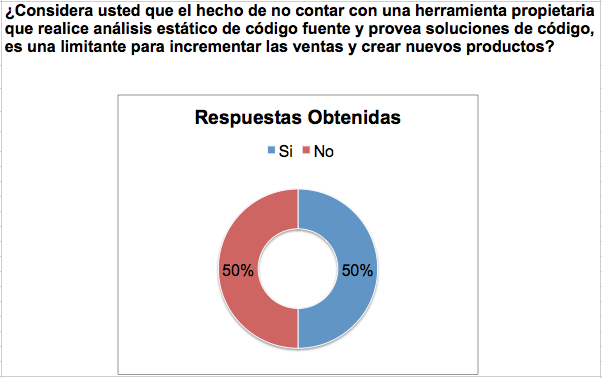 ¿Considera usted que el hecho de no contar con una herramienta propietaria
que realice análisis estático de código fuente y provea soluciones de código,
es una limitante para incrementar las ventas y crear nuevos productos?
Respuestas Obtenidas
Si No
50% 50%